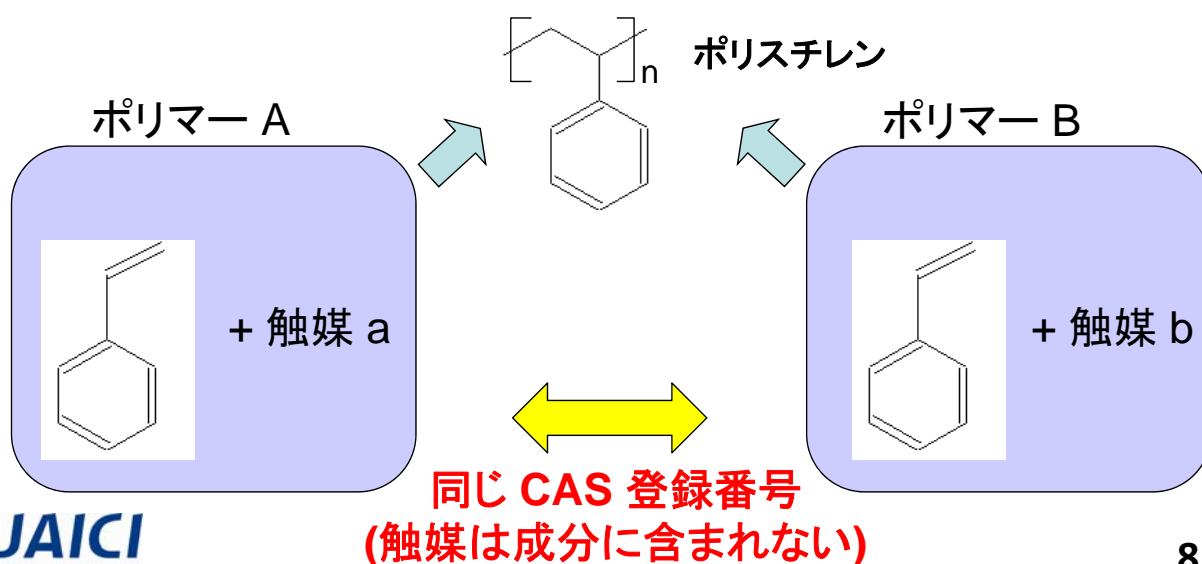 ポリスチレン
n
ポリマー A
ポリマー B
+ 触媒 a
+ 触媒 b
同じ CAS 登録番号
(触媒は成分に含まれない)
JAICI
8